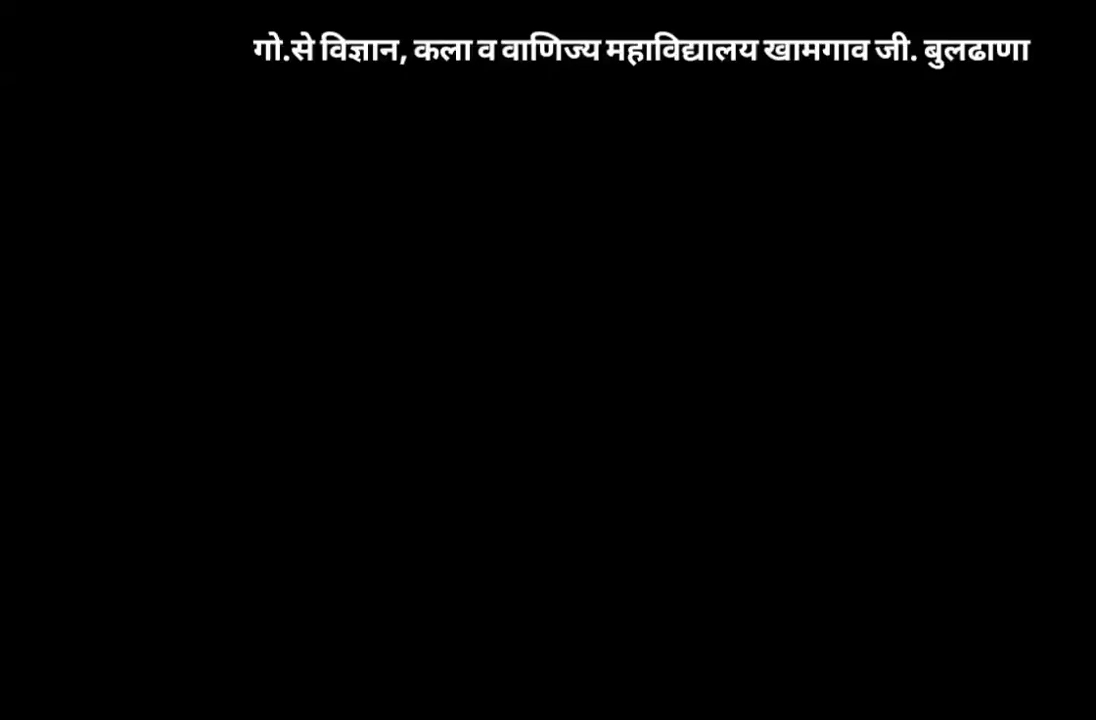 गो.से विज्ञान, कला व वाणिज्य महाविद्यालय खामगाव जी. बुलढाणा